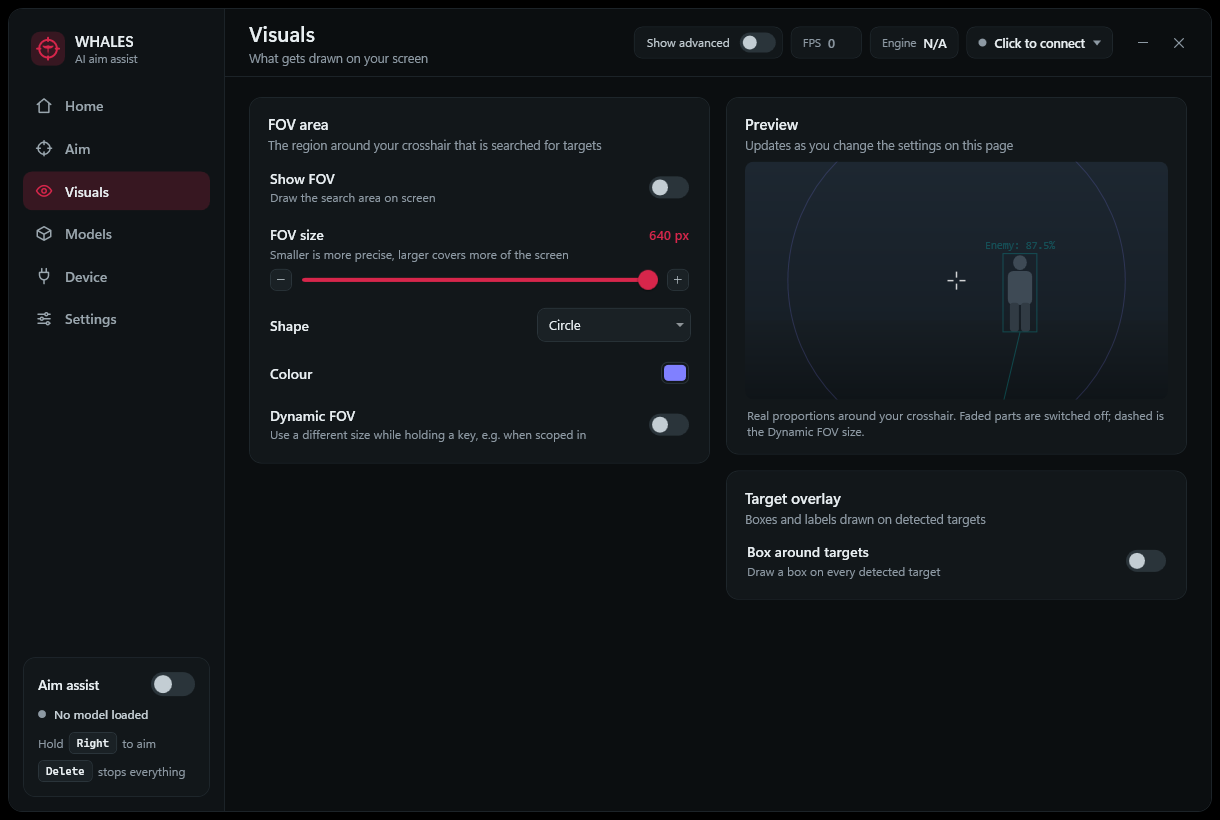 WHALES
AI aim assist
Home
Aim
Visuals
Models
Device
Settings
Aim assist
No model loaded
Hold Right to aim
Delete stops everything
Visuals
What gets drawn on your screen
Show advanced
FPS 0
Engine N/A
Click to connect
FOV area
The region around your crosshair that is searched for targets
Show FOV
Draw the search area on screen
FOV size 640 px
Smaller is more precise, larger covers more of the screen
Shape Circle
Colour
Dynamic FOV
Use a different size while holding a key, e.g. when scoped in
Preview
Updates as you change the settings on this page
Enemy: 87.5%
Real proportions around your crosshair. Faded parts are switched off; dashed is
the Dynamic FOV size.
Target overlay
Boxes and labels drawn on detected targets
Box around targets
Draw a box on every detected target